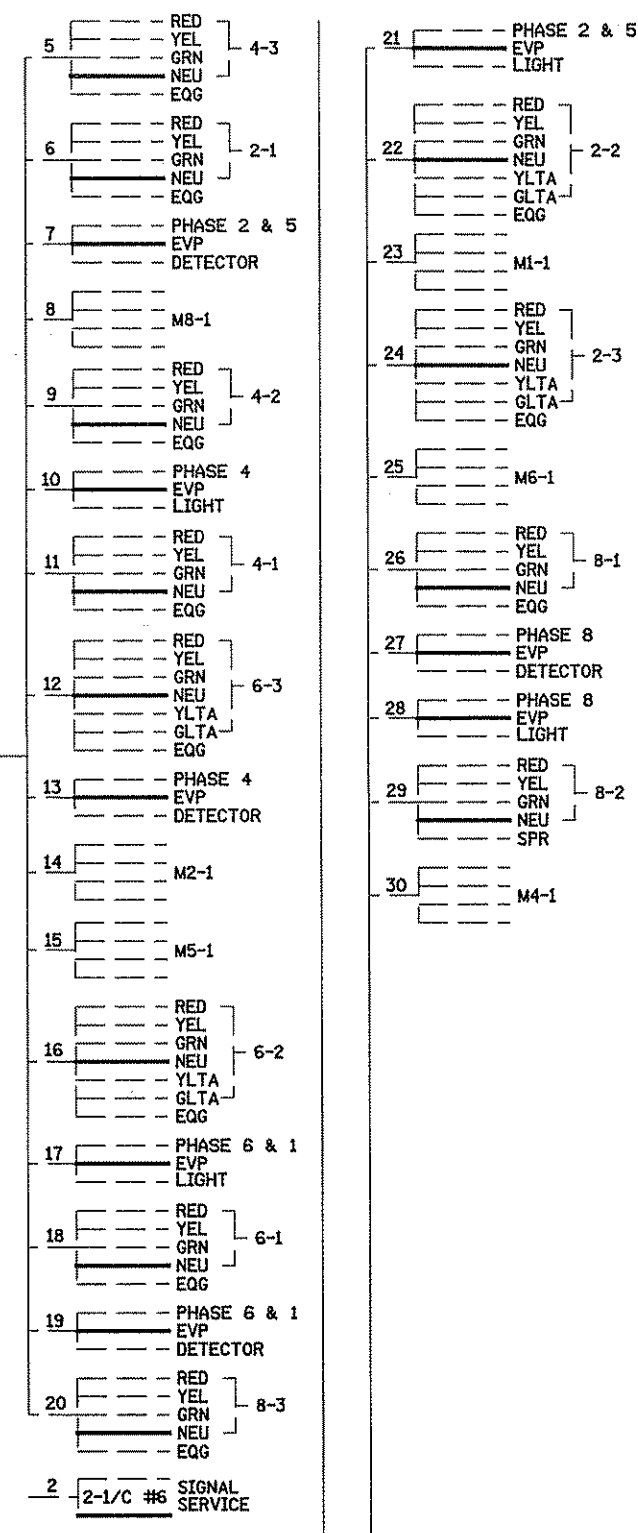 5
RED
YEL
GRN
NEU
EQG
4-3
6
RED
YEL
GRN
NEU
EQG
2-1
7
PHASE 2 & 5
EVP
DETECTOR
8
M8-1
9
RED
YEL
GRN
NEU
EQG
4-2
10
PHASE 4
EVP
LIGHT
11
RED
YEL
GRN
NEU
EQG
4-1
12
RED
YEL
GRN
NEU
YLTA
GLTA
EQG
6-3
13
PHASE 4
EVP
DETECTOR
14
M2-1
15
M5-1
16
RED
YEL
GRN
NEU
YLTA
GLTA
EQG
6-2
17
PHASE 6 & 1
EVP
LIGHT
18
RED
YEL
GRN
NEU
EQG
6-1
19
PHASE 6 & 1
EVP
DETECTOR
20
RED
YEL
GRN
NEU
EQG
8-3
2
2-1/C #6
SIGNAL
SERVICE
21
PHASE 2 & 5
EVP
LIGHT
22
RED
YEL
GRN
NEU
YLTA
GLTA
EQG
2-2
23
M1-1
24
RED
YEL
GRN
NEU
YLTA
GLTA
EQG
2-3
25
M6-1
26
RED
YEL
GRN
NEU
EQG
8-1
27
PHASE 8
EVP
DETECTOR
28
PHASE 8
EVP
LIGHT
29
RED
YEL
GRN
NEU
SPR
8-2
30
M4-1